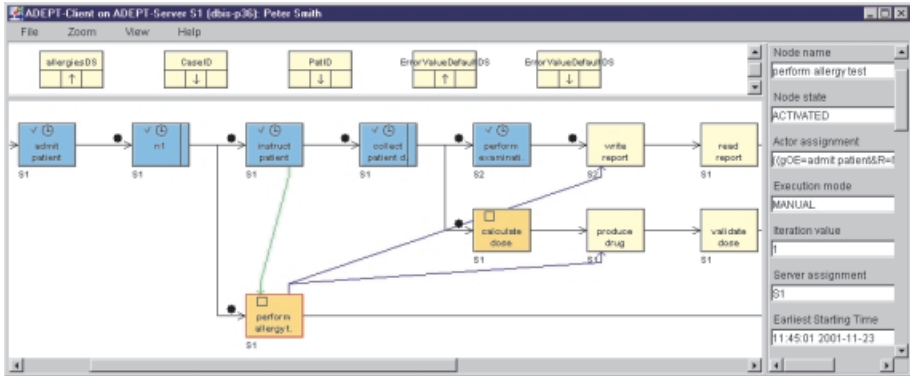 ADEPT-Client on ADEPT-Server S1 (dbis-p36): Peter Smith
File Zoom View Help
allergiesDS CaseID PatID ErrorValueDefaultDS ErrorValueDefaultDS
admit
patient
S1
n1
S1
instruct
patient
S1
collect
patient d.
S1
perform
examinati.
S2
write
report
S2
read
report
S1
calculate
dose
S1
produce
drug
S1
validate
dose
S1
perform
allergy t.
S1
Node name
perform allergy test
Node state
ACTIVATED
Actor assignment
((gOE=admit patient&R=
Execution mode
MANUAL
Iteration value
1
Server assignment
S1
Earliest Starting Time
11:45:01 2001-11-23